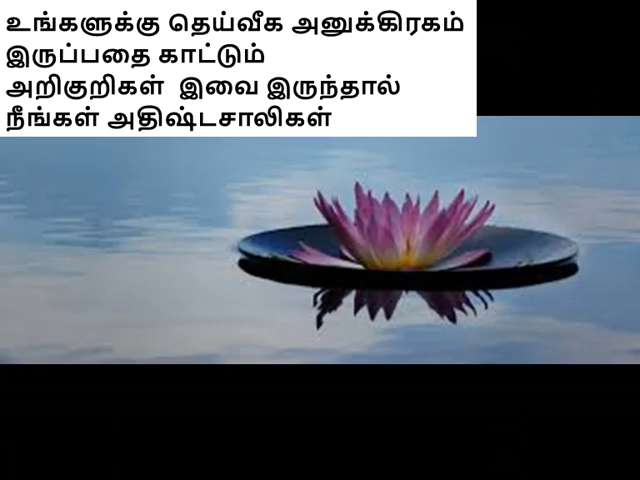 உங்களுக்கு தெய்வீக அனுக்கிரகம்
இருப்பதை காட்டும்
அறிகுறிகள் இவை இருந்தால்
நீங்கள் அதிஷ்டசாலிகள்